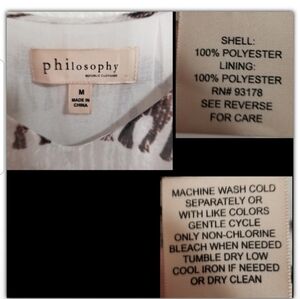 philosophy
REPUBLIC CLOTHING
M
MADE IN
CHINA
SHELL:
100% POLYESTER
LINING:
100% POLYESTER
RN# 93178
SEE REVERSE
FOR CARE
MACHINE WASH COLD
SEPARATELY OR
WITH LIKE COLORS
GENTLE CYCLE
ONLY NON-CHLORINE
BLEACH WHEN NEEDED
TUMBLE DRY LOW
COOL IRON IF NEEDED
OR DRY CLEAN